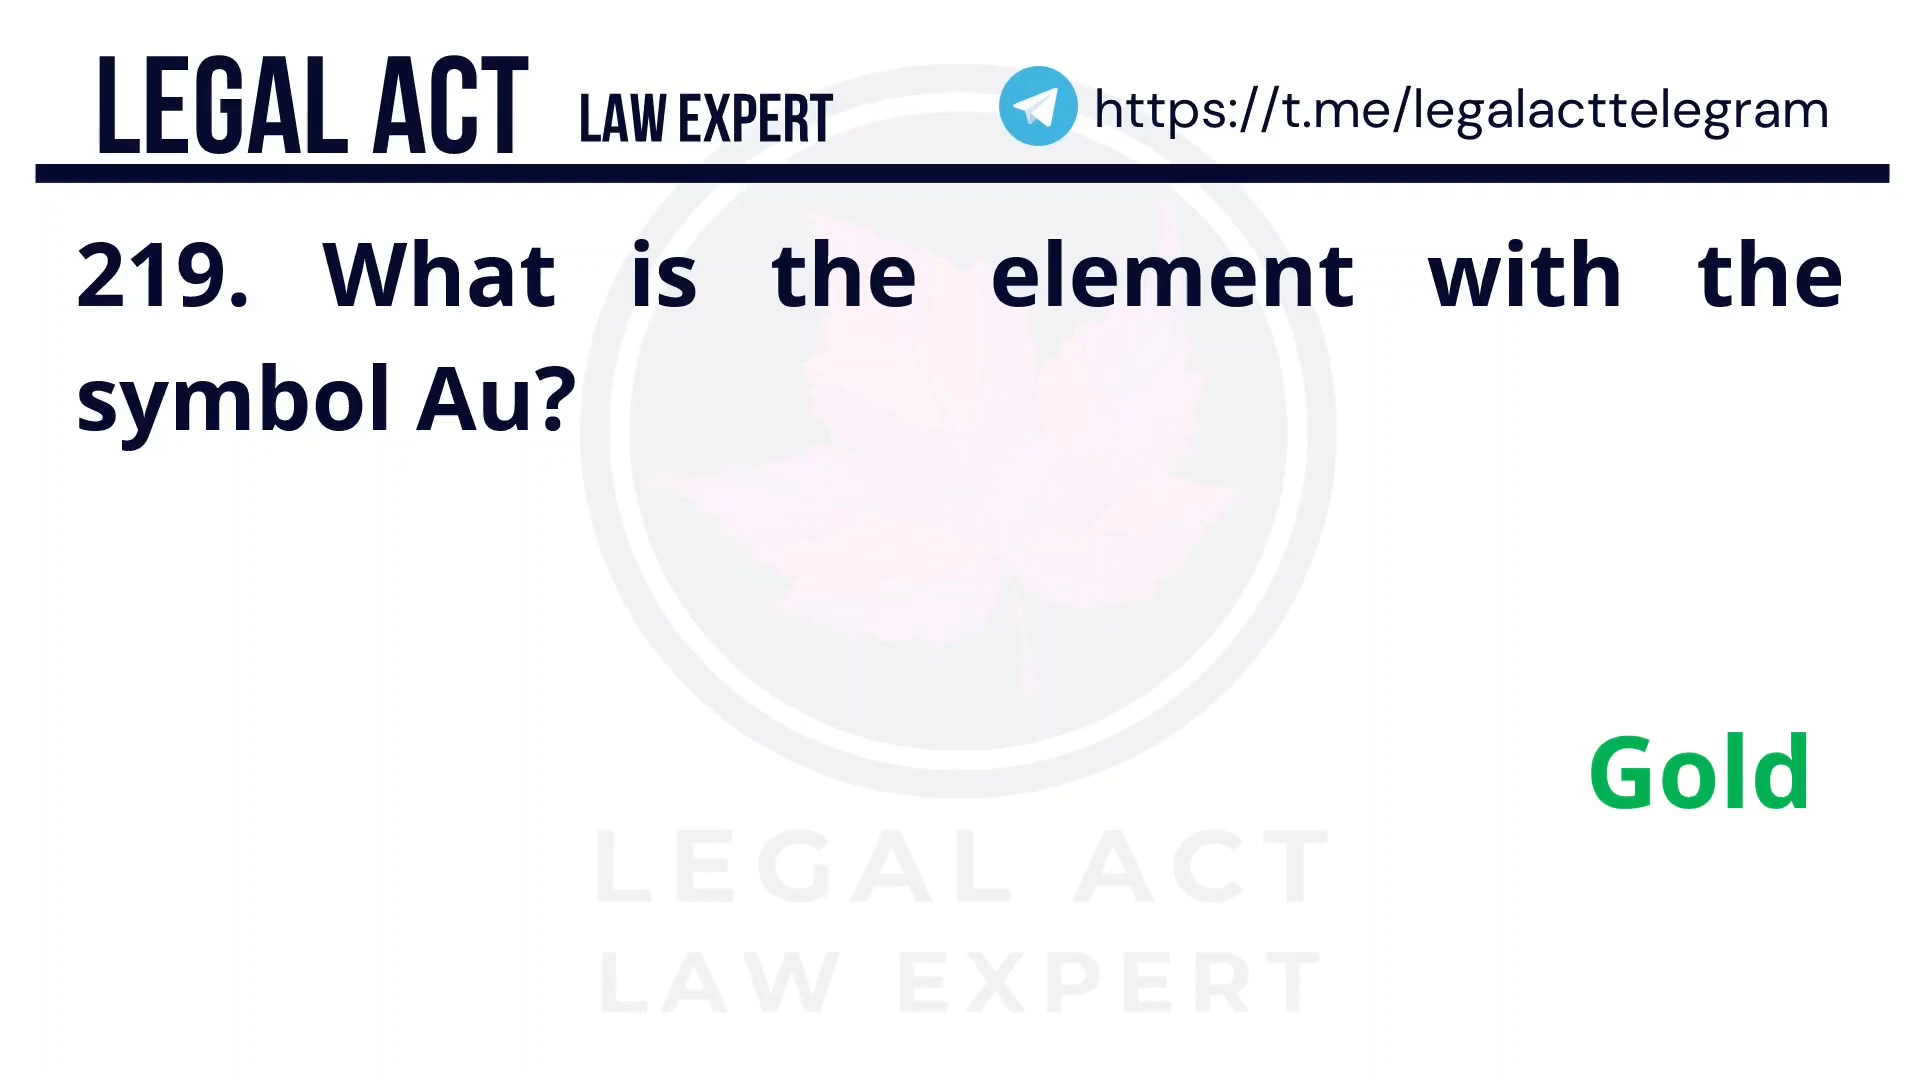 LEGAL ACT LAW EXPERT https://t.me/legalacttelegram
219. What is the element with the
symbol Au?
Gold
LEGAL ACT
LAW EXPERT